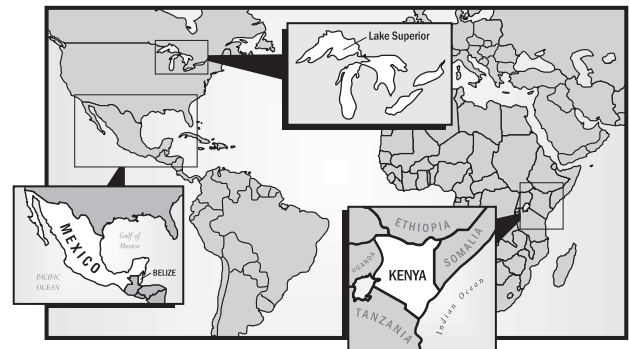 Lake Superior
MEXICO
Gulf of
Mexico
BELIZE
PACIFIC
OCEAN
ETHIOPIA
SOMALIA
UGANDA
KENYA
TANZANIA
Indian Ocean